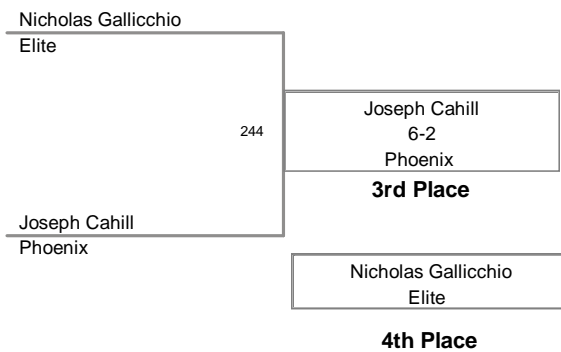 Nicholas Gallicchio
Elite
244
Joseph Cahill
6-2
Phoenix
3rd Place
Joseph Cahill
Phoenix
Nicholas Gallicchio
Elite
4th Place